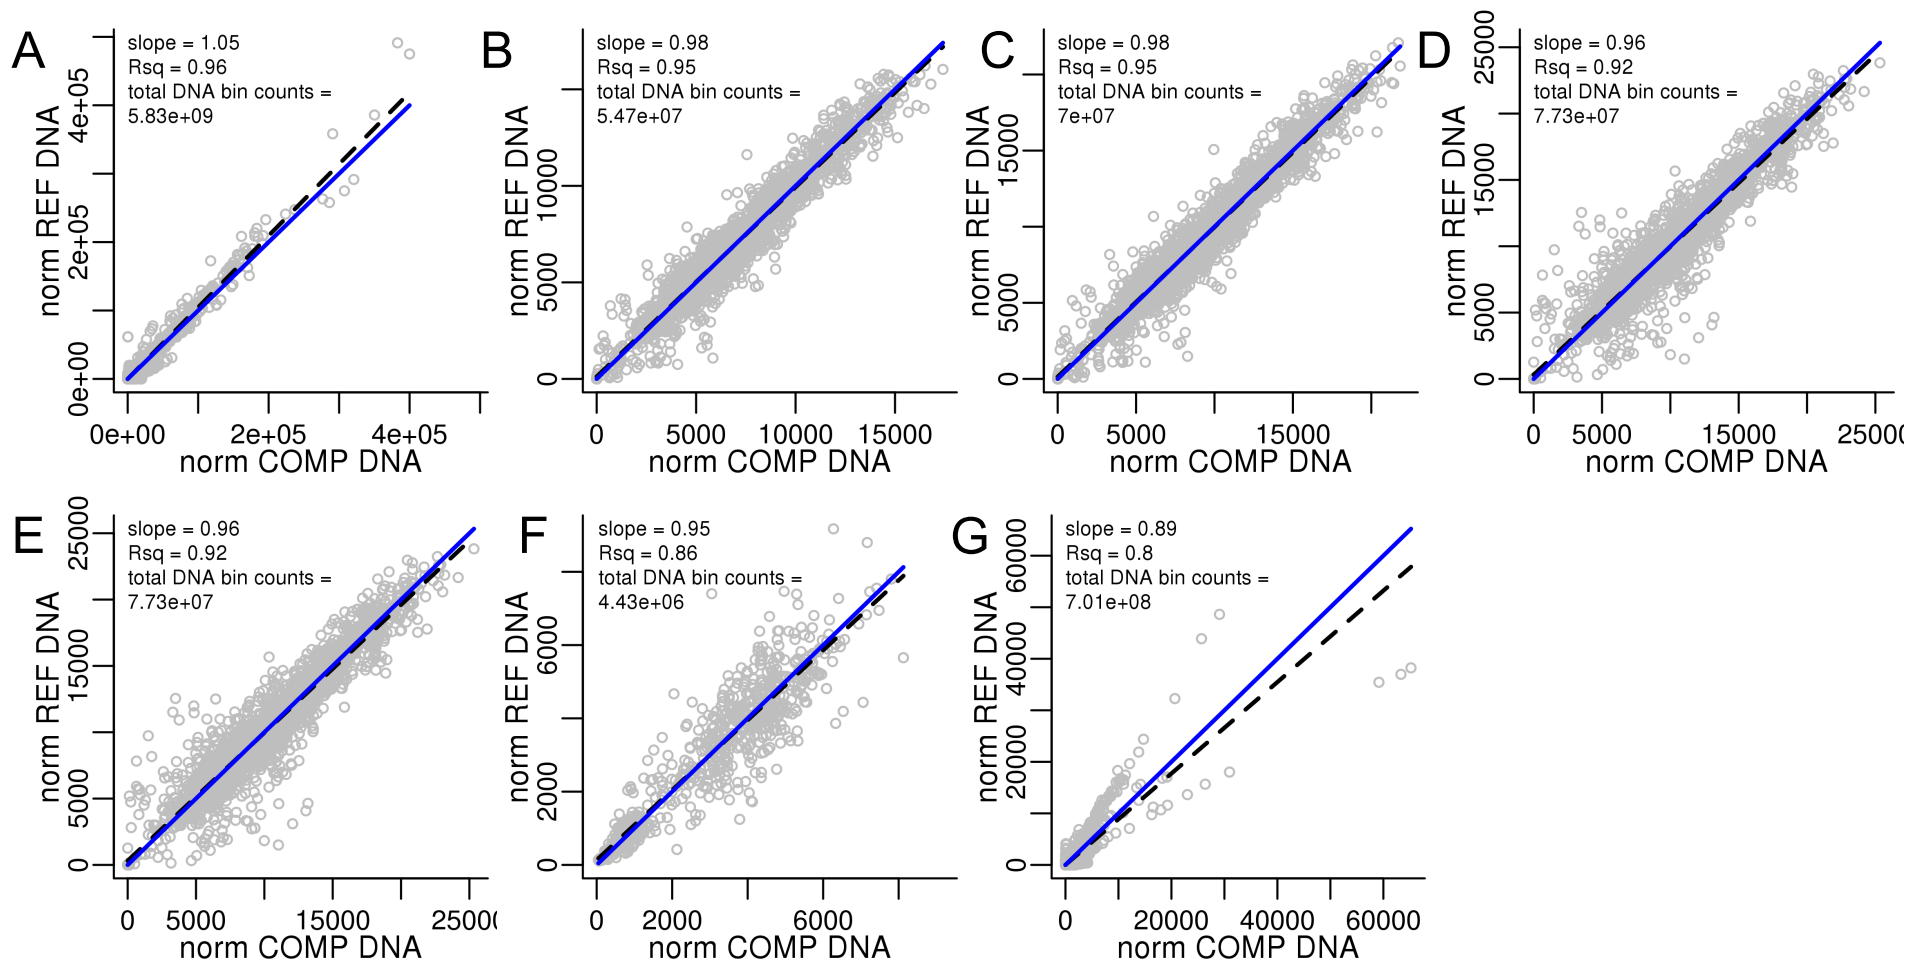 A
slope = 1.05
Rsq = 0.96
total DNA bin counts =
5.83e+09
norm REF DNA
0e+00
2e+05
4e+05
0e+00 2e+05 4e+05
norm COMP DNA
B
slope = 0.98
Rsq = 0.95
total DNA bin counts =
5.47e+07
norm REF DNA
0
5000
10000
0 5000 10000 15000
norm COMP DNA
C
slope = 0.98
Rsq = 0.95
total DNA bin counts =
7e+07
norm REF DNA
0
5000
15000
0 5000 15000
norm COMP DNA
D
slope = 0.96
Rsq = 0.92
total DNA bin counts =
7.73e+07
norm REF DNA
0
5000
15000
25000
0 5000 15000 2500
norm COMP DNA
E
slope = 0.96
Rsq = 0.92
total DNA bin counts =
7.73e+07
norm REF DNA
0
5000
15000
25000
0 5000 15000 2500
norm COMP DNA
F
slope = 0.95
Rsq = 0.86
total DNA bin counts =
4.43e+06
norm REF DNA
0
2000
6000
0 2000 6000
norm COMP DNA
G
slope = 0.89
Rsq = 0.8
total DNA bin counts =
7.01e+08
norm REF DNA
0
20000
40000
60000
0 20000 40000 60000
norm COMP DNA